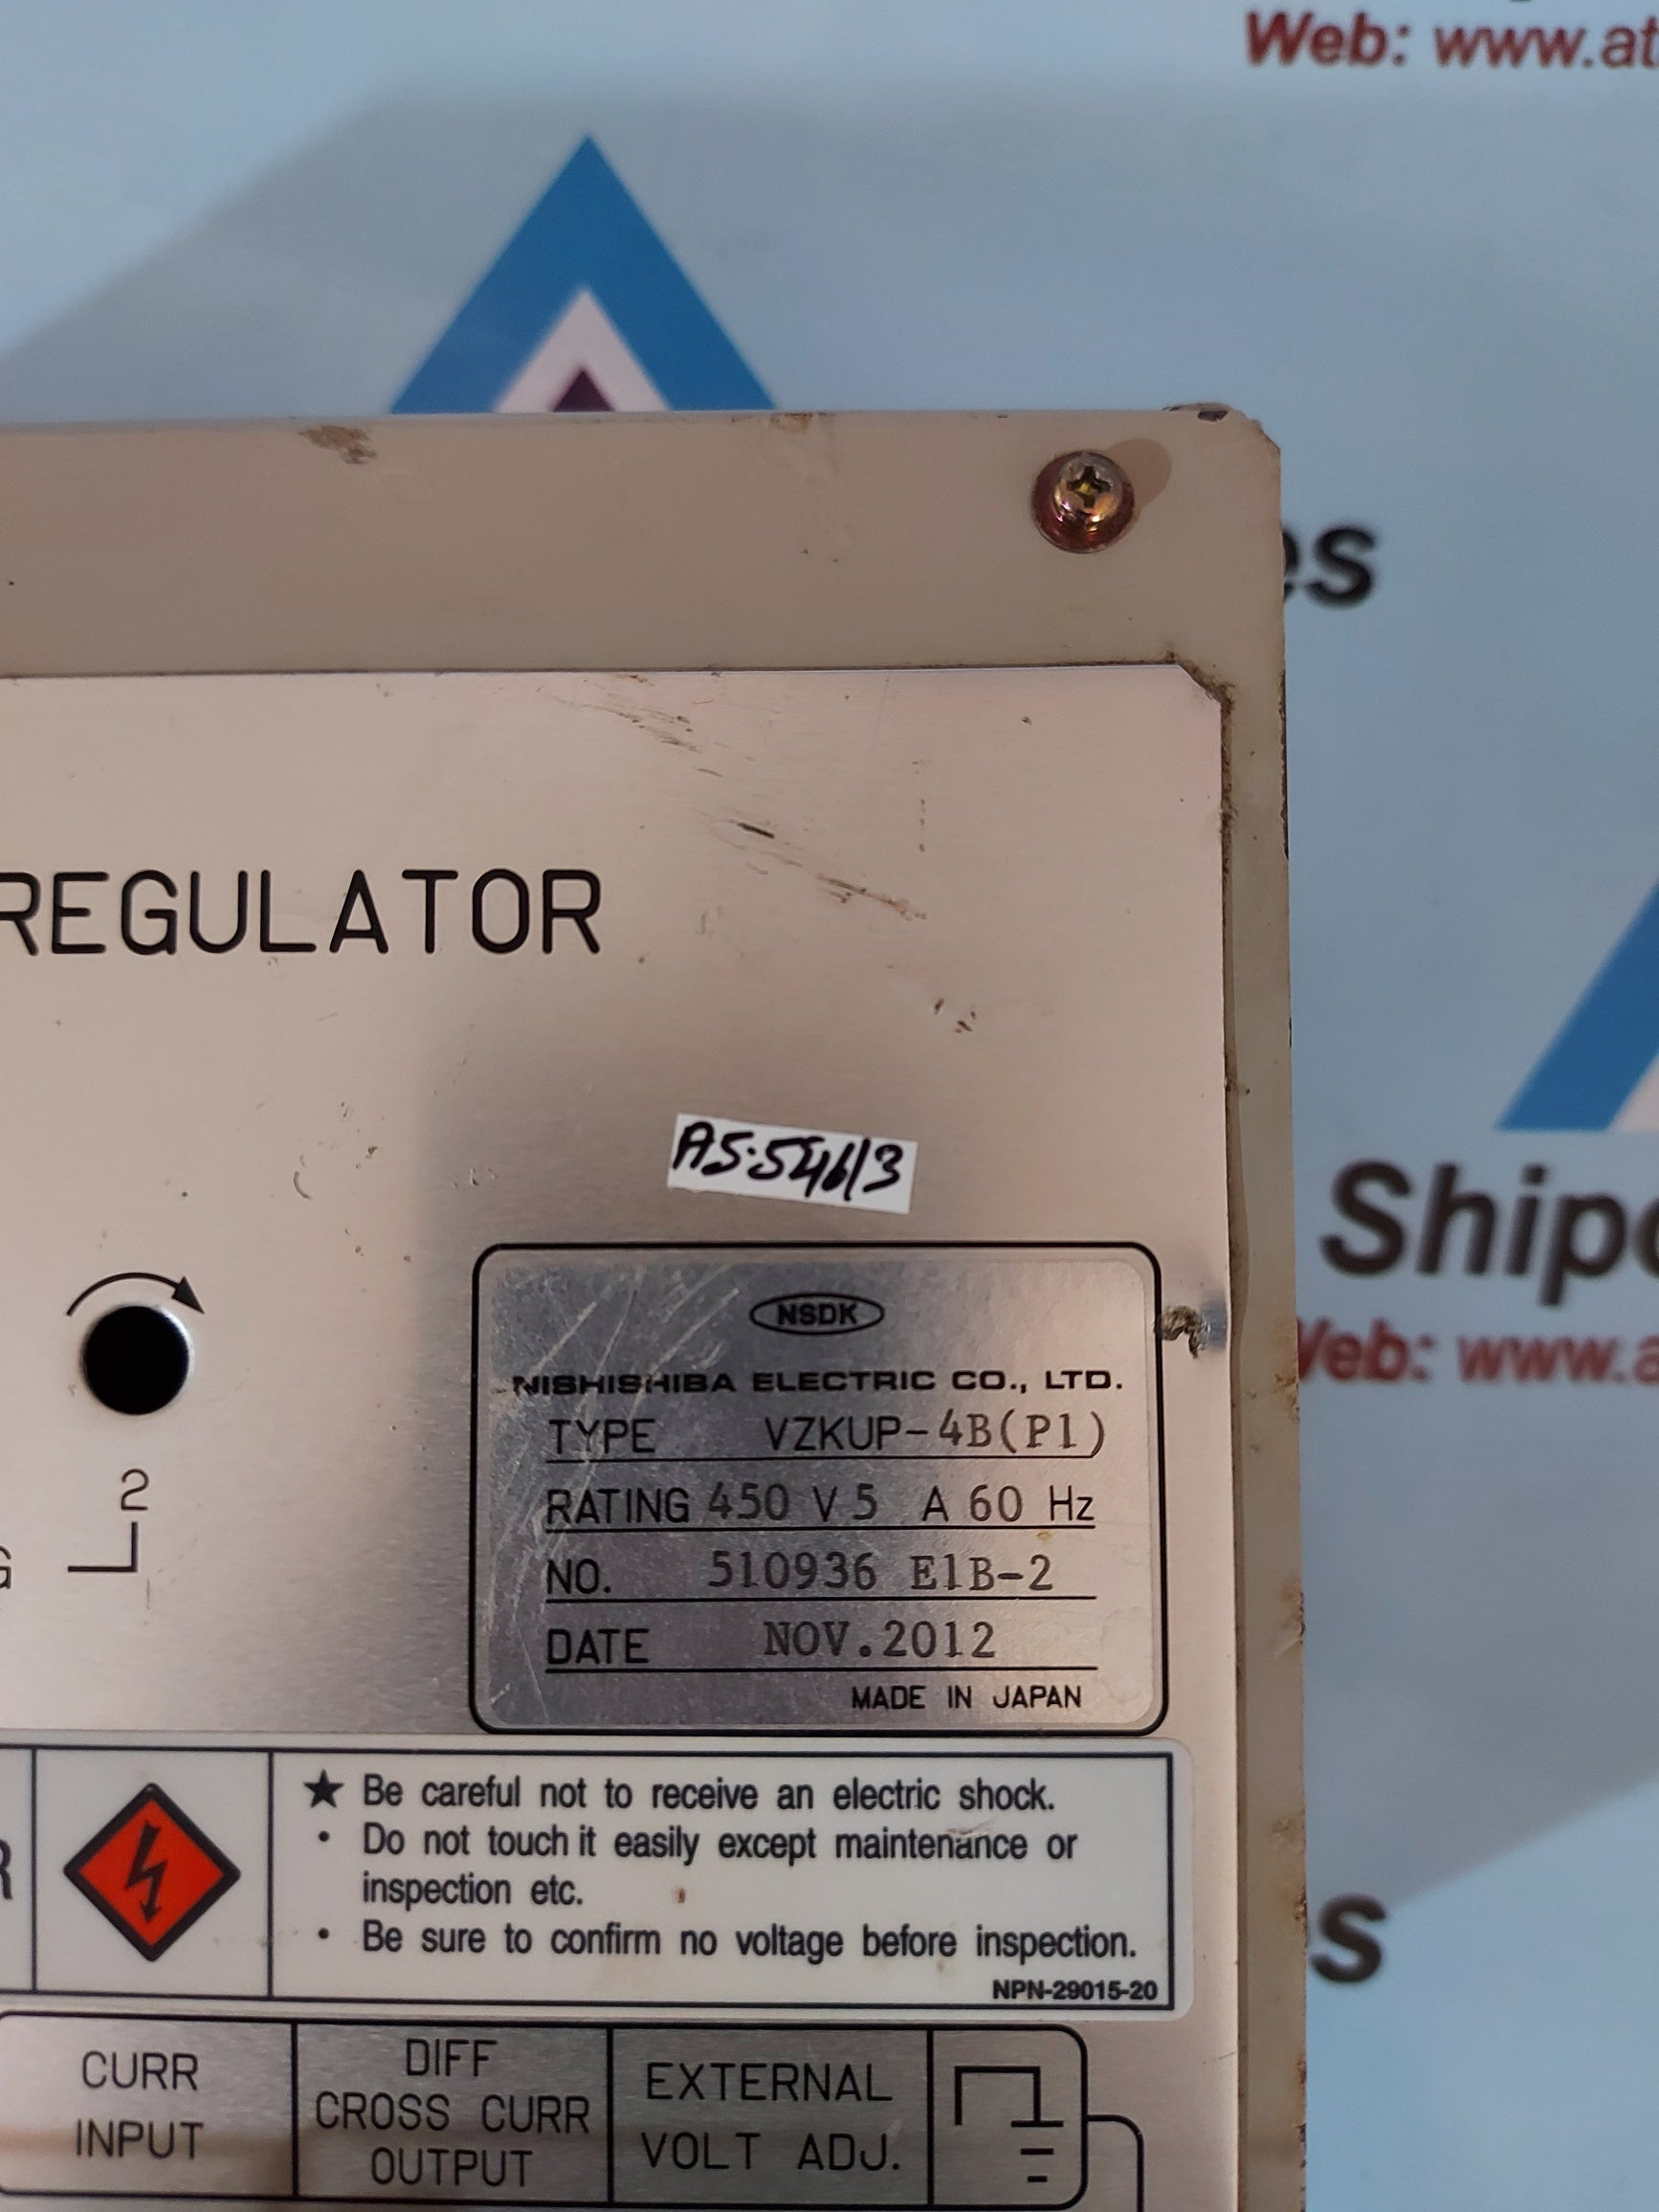 Web: www.at
es
REGULATOR
AS-546/3
Shipo
Web: www.a
2
G
NSDK
NISHISHIBA ELECTRIC CO., LTD.
TYPE VZKUP-4B(P1)
RATING 450 V 5 A 60 Hz
NO. 510936 E1B-2
DATE NOV.2012
MADE IN JAPAN
R
★ Be careful not to receive an electric shock.
• Do not touch it easily except maintenance or
inspection etc.
• Be sure to confirm no voltage before inspection.
NPN-29015-20
s
CURR
INPUT
DIFF
CROSS CURR
OUTPUT
EXTERNAL
VOLT ADJ.